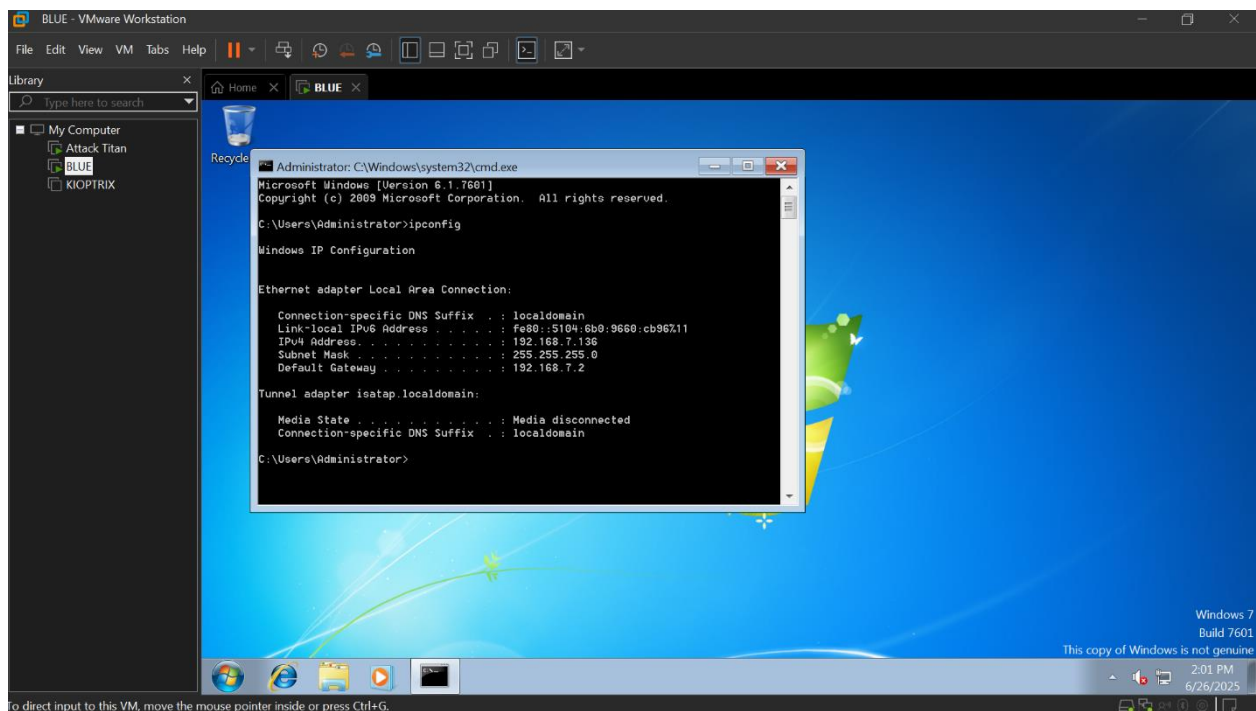 BLUE - VMware Workstation
File Edit View VM Tabs Help
Library
Type here to search
My Computer
Attack Titan
BLUE
KIOPTRIX
Home
BLUE
Recycle
Administrator: C:\Windows\system32\cmd.exe
Microsoft Windows [Version 6.1.7601]
Copyright (c) 2009 Microsoft Corporation.  All rights reserved.
C:\Users\Administrator>ipconfig
Windows IP Configuration
Ethernet adapter Local Area Connection:
Connection-specific DNS Suffix  . : localdomain
Link-local IPv6 Address . . . . . : fe80::5104:6b0:9660:cb96%11
IPv4 Address. . . . . . . . . . . : 192.168.7.136
Subnet Mask . . . . . . . . . . . : 255.255.255.0
Default Gateway . . . . . . . . . : 192.168.7.2
Tunnel adapter isatap.localdomain:
Media State . . . . . . . . . . . : Media disconnected
Connection-specific DNS Suffix  . : localdomain
C:\Users\Administrator>
Windows 7
Build 7601
This copy of Windows is not genuine
2:01 PM
6/26/2025
To direct input to this VM, move the mouse pointer inside or press Ctrl+G.